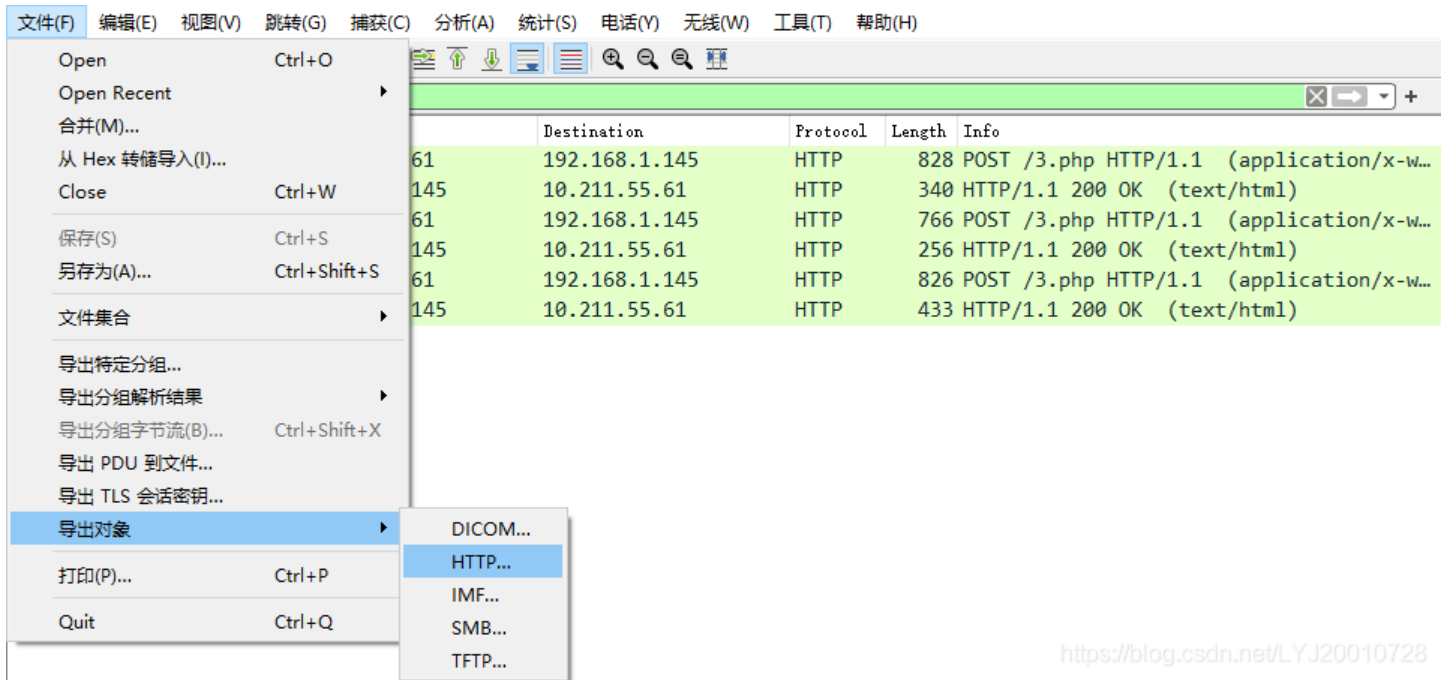 文件(F) 编辑(E) 视图(V) 跳转(G) 捕获(C) 分析(A) 统计(S) 电话(Y) 无线(W) 工具(T) 帮助(H)
Open Ctrl+O
Open Recent
合并(M)...
从 Hex 转储导入(I)...
Close Ctrl+W
保存(S) Ctrl+S
另存为(A)... Ctrl+Shift+S
文件集合
导出特定分组...
导出分组解析结果
导出分组字节流(B)... Ctrl+Shift+X
导出 PDU 到文件...
导出 TLS 会话密钥...
导出对象
打印(P)... Ctrl+P
Quit Ctrl+Q
DICOM...
HTTP...
IMF...
SMB...
TFTP...
Destination Protocol Length Info
61 192.168.1.145 HTTP 828 POST /3.php HTTP/1.1 (application/x-w…
145 10.211.55.61 HTTP 340 HTTP/1.1 200 OK (text/html)
61 192.168.1.145 HTTP 766 POST /3.php HTTP/1.1 (application/x-w…
145 10.211.55.61 HTTP 256 HTTP/1.1 200 OK (text/html)
61 192.168.1.145 HTTP 826 POST /3.php HTTP/1.1 (application/x-w…
145 10.211.55.61 HTTP 433 HTTP/1.1 200 OK (text/html)
https://blog.csdn.net/LYJ20010728